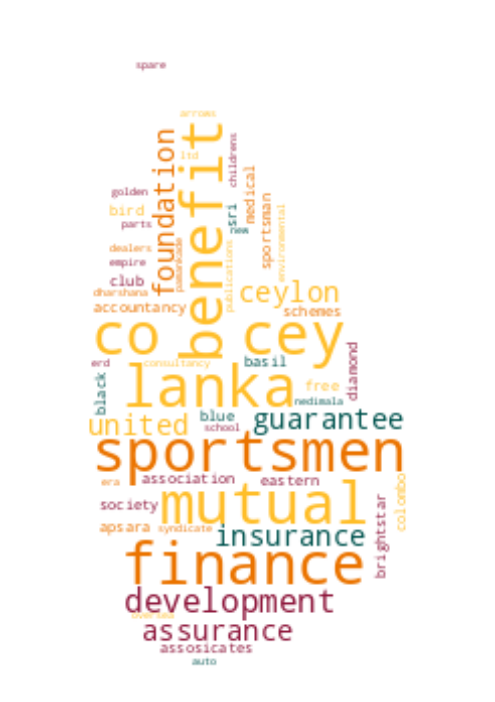 spare
arrows
benefit
foundation
ltd
childrens
medical
golden
sportsman
bird
sri
environmental
parts
new
dealers
pamankade
publications
empire
club
ceylon
dharshana
accountancy
schemes
co
cey
erd
consultancy
basil
diamond
lanka
black
free
nedimala
united
blue
guarantee
school
sportsmen
association
eastern
era
colombo
mutual
society
brightstar
apsara
syndicate
insurance
finance
development
oversea
assurance
assosicates
auto